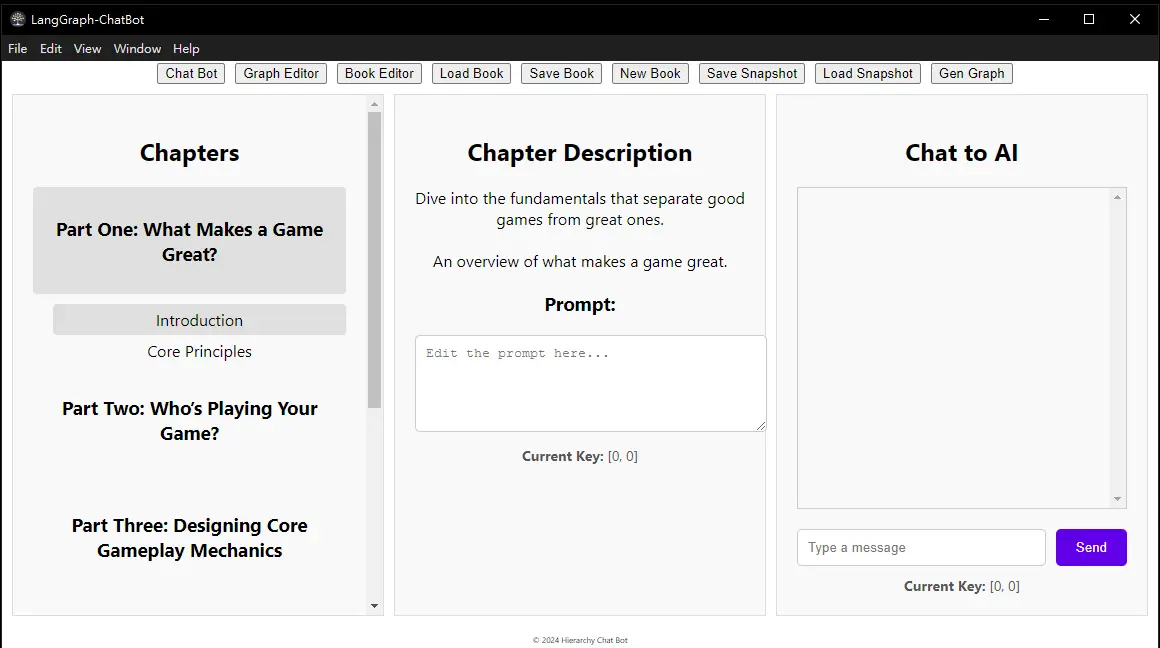 LangGraph-ChatBot
File Edit View Window Help
Chat Bot Graph Editor Book Editor Load Book Save Book New Book Save Snapshot Load Snapshot Gen Graph
Chapters
Part One: What Makes a Game
Great?
Introduction
Core Principles
Part Two: Who’s Playing Your
Game?
Part Three: Designing Core
Gameplay Mechanics
Chapter Description
Dive into the fundamentals that separate good
games from great ones.
An overview of what makes a game great.
Prompt:
Edit the prompt here...
Current Key: [0, 0]
Chat to AI
Type a message
Send
Current Key: [0, 0]
© 2024 Hierarchy Chat Bot